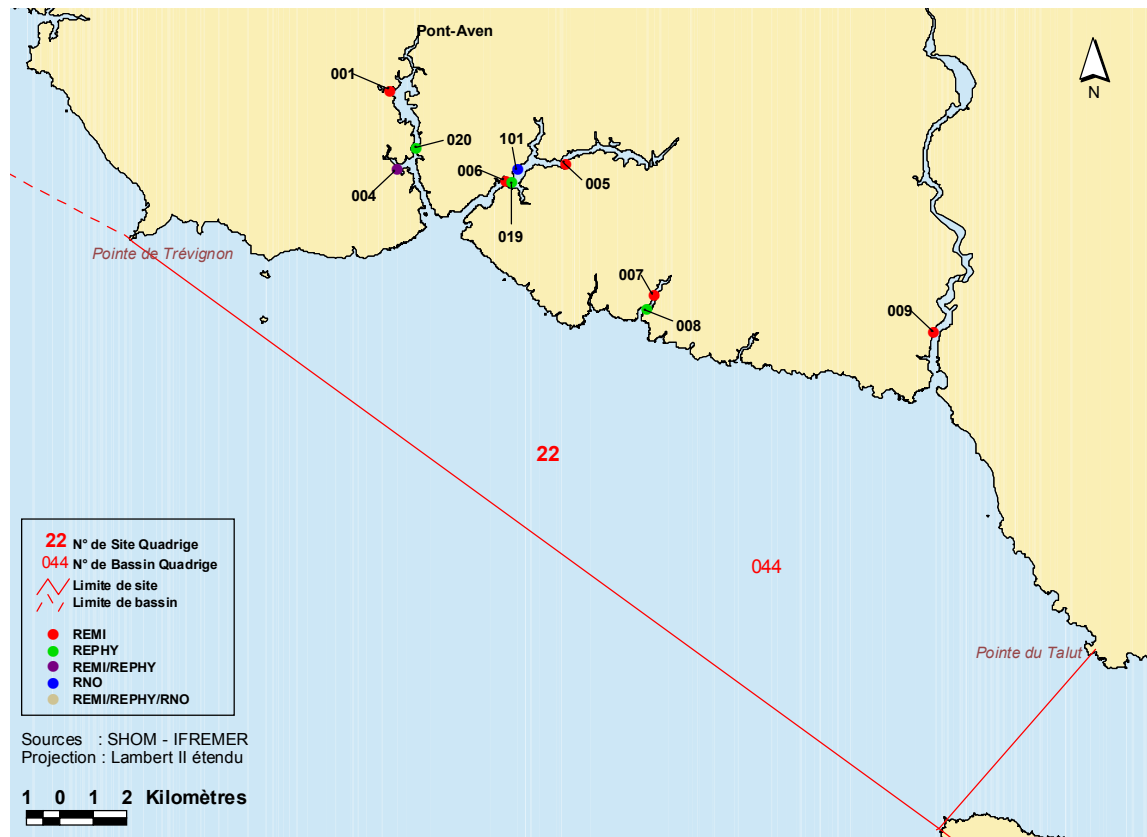 Pont-Aven
001
N
020
101
004
006
005
019
Pointe de Trévignon
007
008
009
22
044
22 N° de Site Quadrige
044 N° de Bassin Quadrige
Limite de site
Limite de bassin
REMI
REPHY
REMI/REPHY
RNO
REMI/REPHY/RNO
Pointe du Talut
Sources : SHOM - IFREMER
Projection : Lambert II étendu
1 0 1 2 Kilomètres